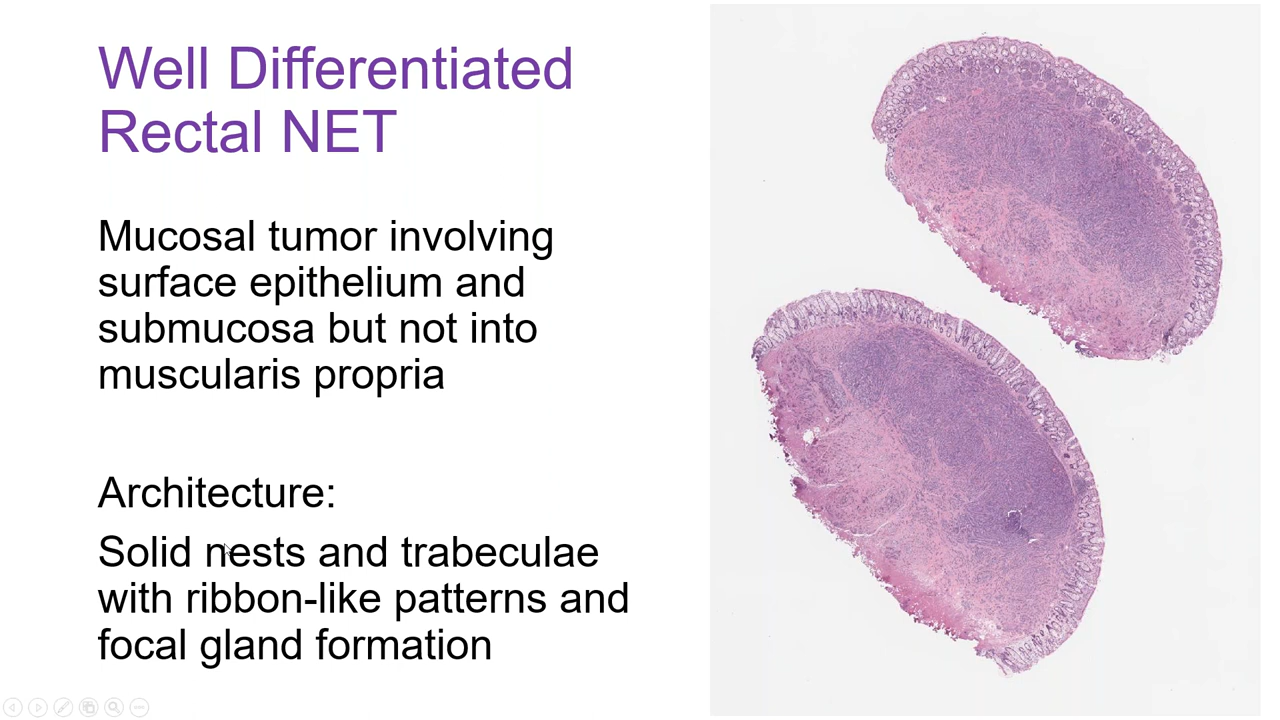 Well Differentiated
Rectal NET
Mucosal tumor involving
surface epithelium and
submucosa but not into
muscularis propria
Architecture:
Solid nests and trabeculae
with ribbon-like patterns and
focal gland formation